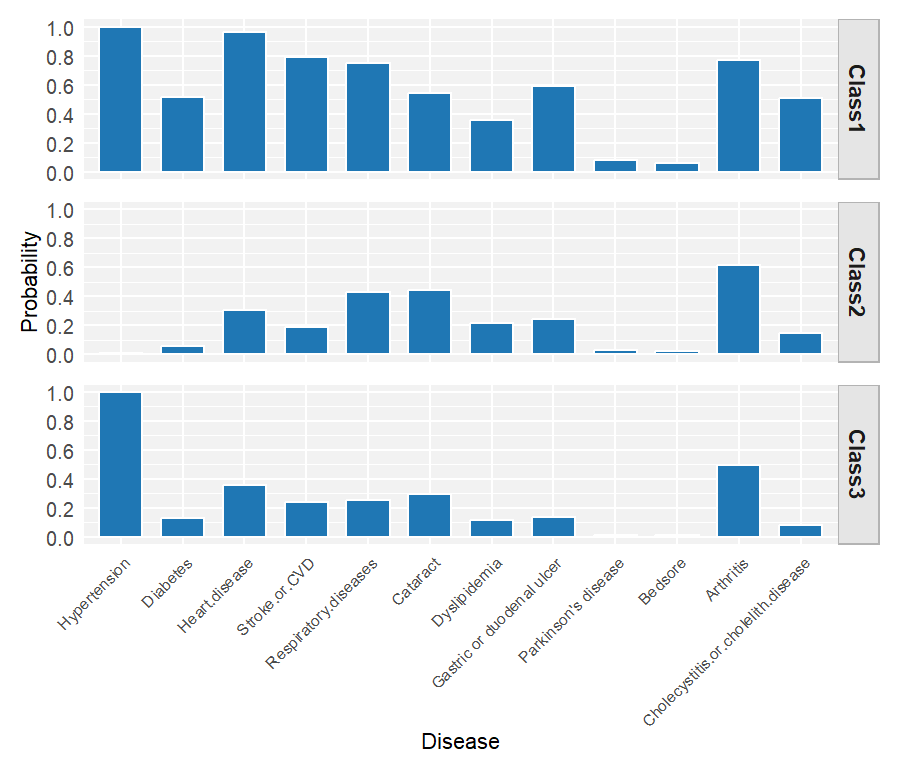 1.0
0.8
0.6
0.4
0.2
0.0
Class1
1.0
0.8
0.6
0.4
0.2
0.0
Class2
1.0
0.8
0.6
0.4
0.2
0.0
Class3
Probability
Hypertension
Diabetes
Heart.disease
Stroke.or.CVD
Respiratory.diseases
Cataract
Dyslipidemia
Gastric or duodenal ulcer
Parkinson's disease
Bedsore
Arthritis
Cholecystitis.or.cholelith.disease
Disease